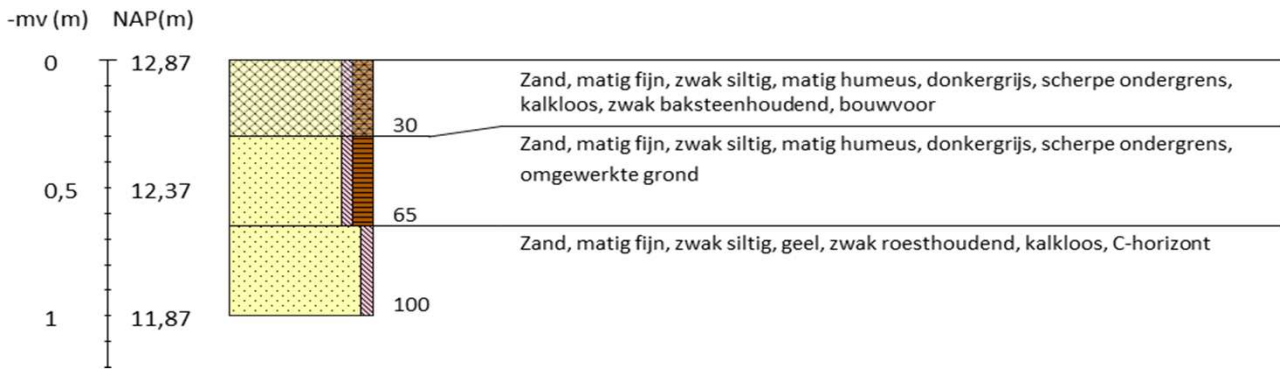 -mv (m) NAP(m)
0 12,87
Zand, matig fijn, zwak siltig, matig humeus, donkergrijs, scherpe ondergrens,
kalkloos, zwak baksteenhoudend, bouwvoor
30
Zand, matig fijn, zwak siltig, matig humeus, donkergrijs, scherpe ondergrens,
omgewerkte grond
0,5 12,37
65
Zand, matig fijn, zwak siltig, geel, zwak roesthoudend, kalkloos, C-horizont
100
1 11,87